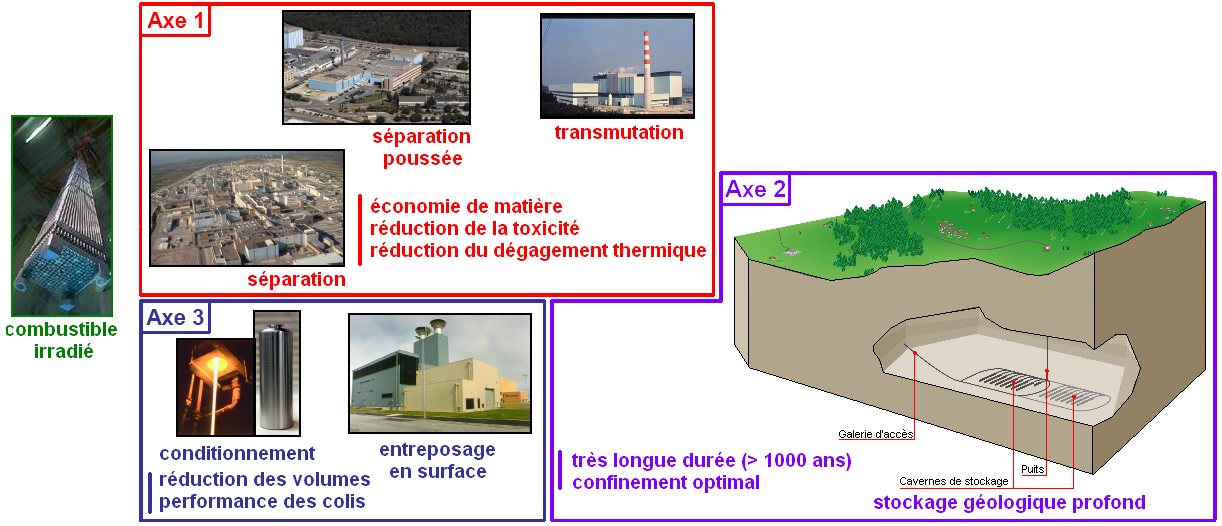 combustible
irradié
Axe 1
séparation
poussée
transmutation
séparation
économie de matière
réduction de la toxicité
réduction du dégagement thermique
Axe 2
Galerie d'accès
Puits
Cavernes de stockage
très longue durée (> 1000 ans)
confinement optimal
stockage géologique profond
Axe 3
conditionnement
réduction des volumes
performance des colis
entreposage
en surface